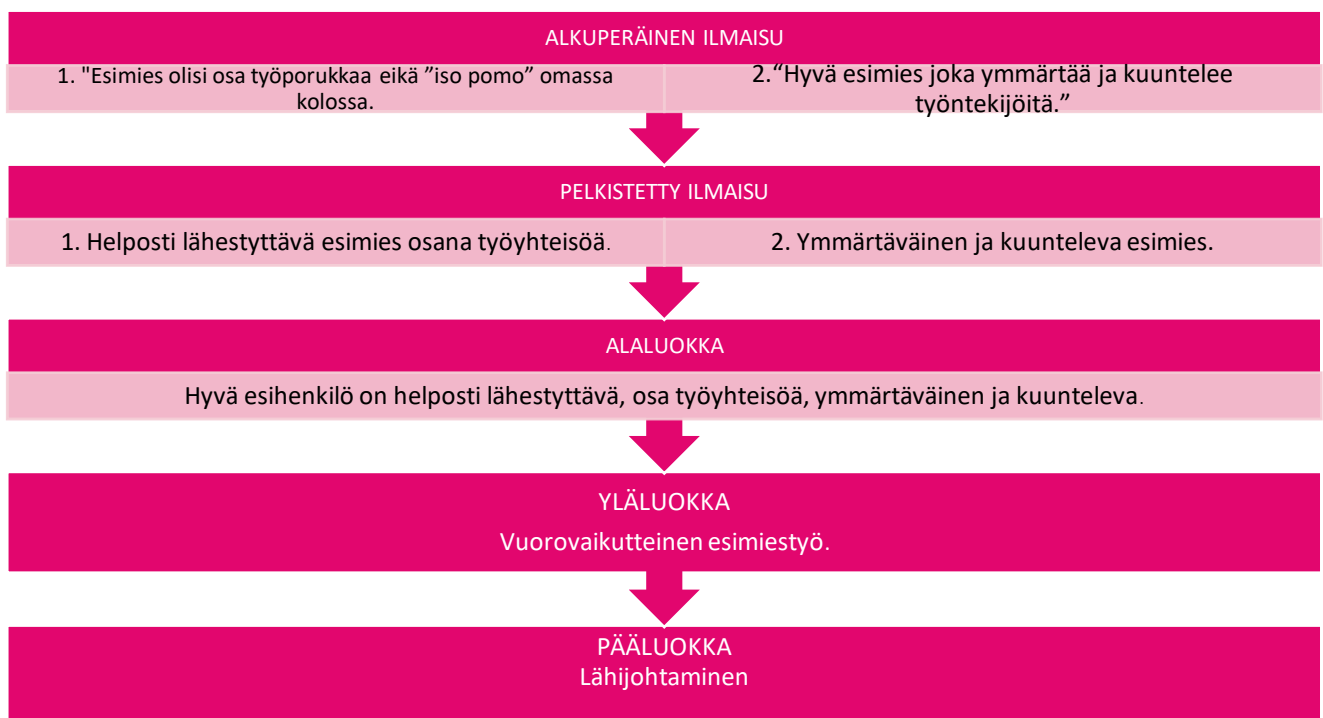 ALKUPERÄINEN ILMAISU
1. "Esimies olisi osa työporukkaa eikä ”iso pomo” omassa
kolossa.
2.“Hyvä esimies joka ymmärtää ja kuuntelee
työntekijöitä.”
PELKISTETTY ILMAISU
1. Helposti lähestyttävä esimies osana työyhteisöä.
2. Ymmärtäväinen ja kuunteleva esimies.
ALALUOKKA
Hyvä esihenkilö on helposti lähestyttävä, osa työyhteisöä, ymmärtäväinen ja kuunteleva.
YLÄLUOKKA
Vuorovaikutteinen esimiestyö.
PÄÄLUOKKA
Lähijohtaminen